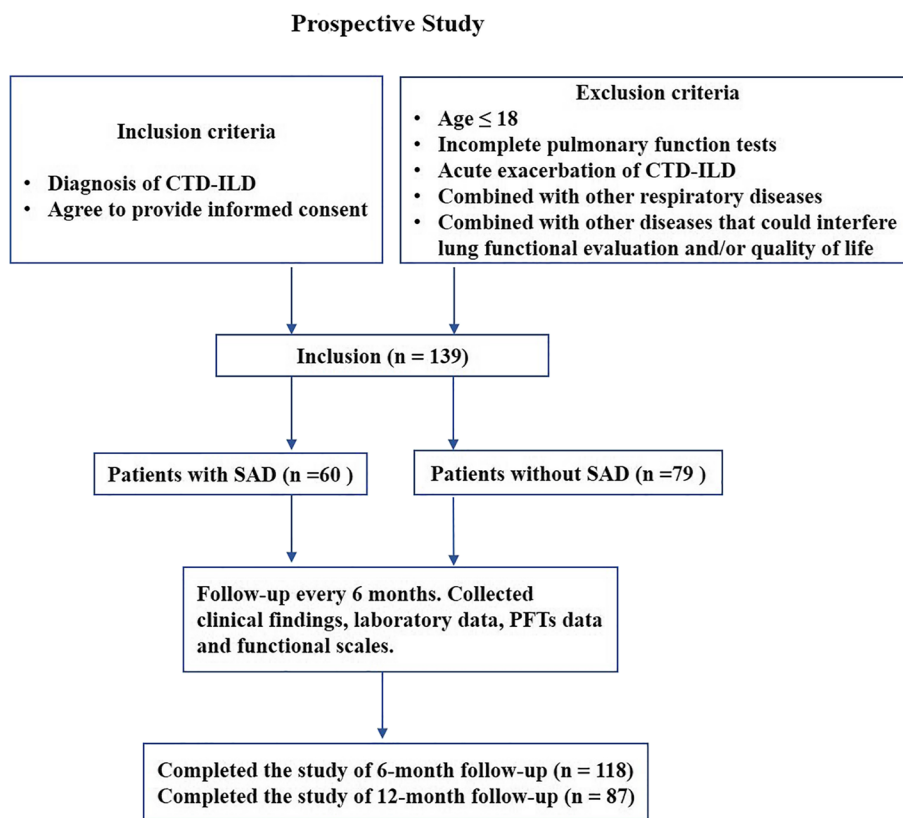 Prospective Study
Inclusion criteria
• Diagnosis of CTD-ILD
• Agree to provide informed consent
Exclusion criteria
• Age ≤ 18
• Incomplete pulmonary function tests
• Acute exacerbation of CTD-ILD
• Combined with other respiratory diseases
• Combined with other diseases that could interfere
lung functional evaluation and/or quality of life
Inclusion (n = 139)
Patients with SAD (n =60 )
Patients without SAD (n =79 )
Follow-up every 6 months. Collected
clinical findings, laboratory data, PFTs data
and functional scales.
Completed the study of 6-month follow-up (n = 118)
Completed the study of 12-month follow-up (n = 87)